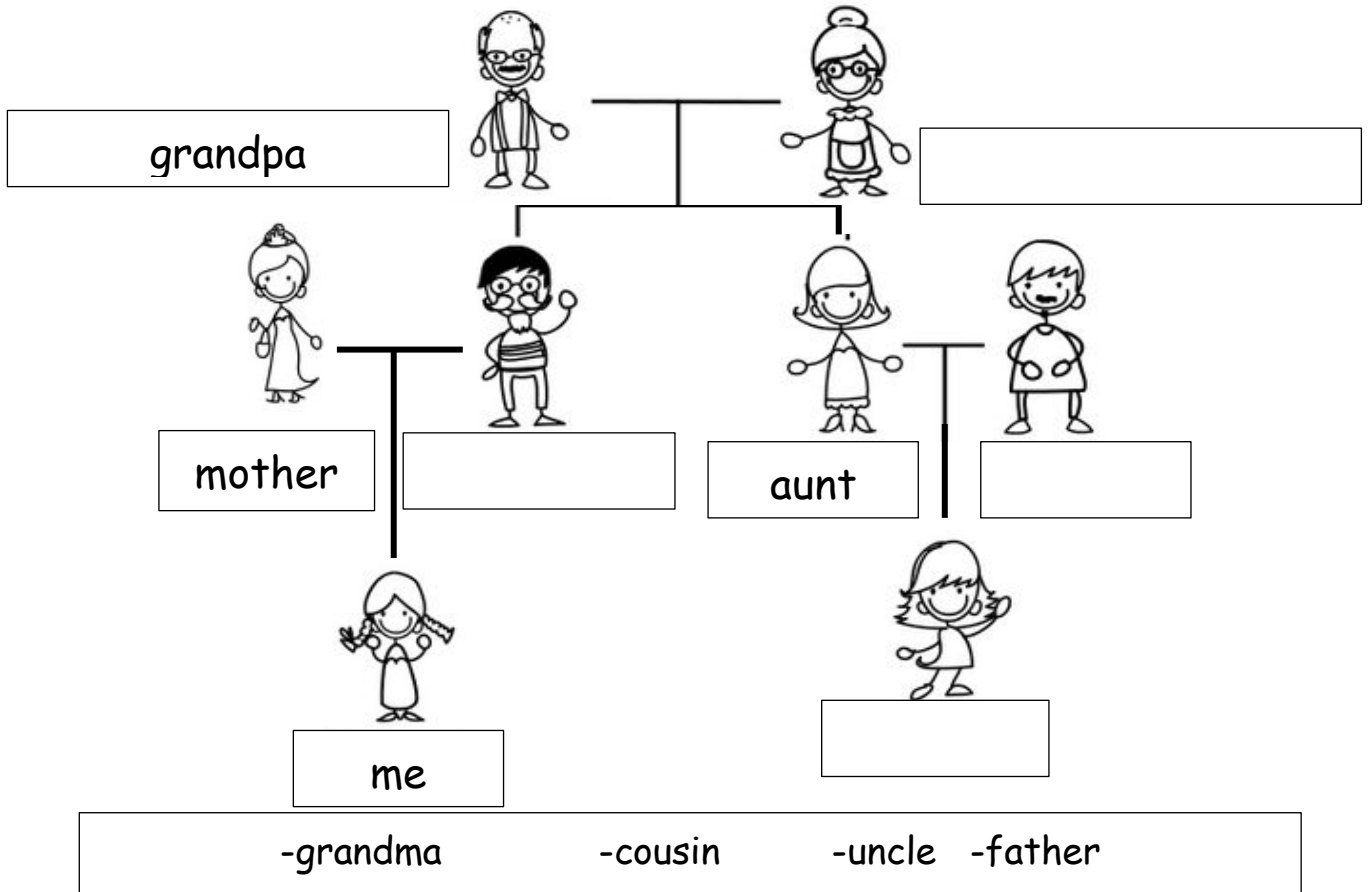 grandpa
mother
aunt
me
-grandma -cousin -uncle -father